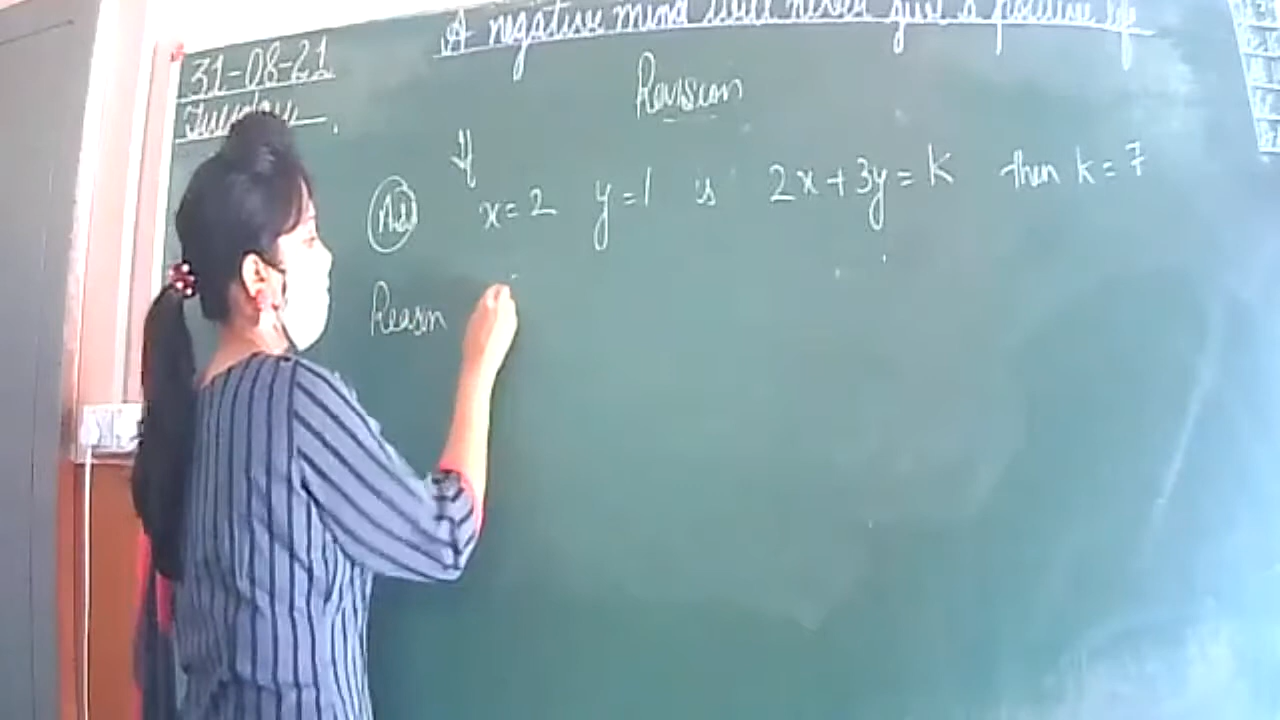 A negative mind will never give a positive life
31-08-21
Tuesday
Revision
If
x = 2 y = 1 is 2x + 3y = k then k = 7
Reason